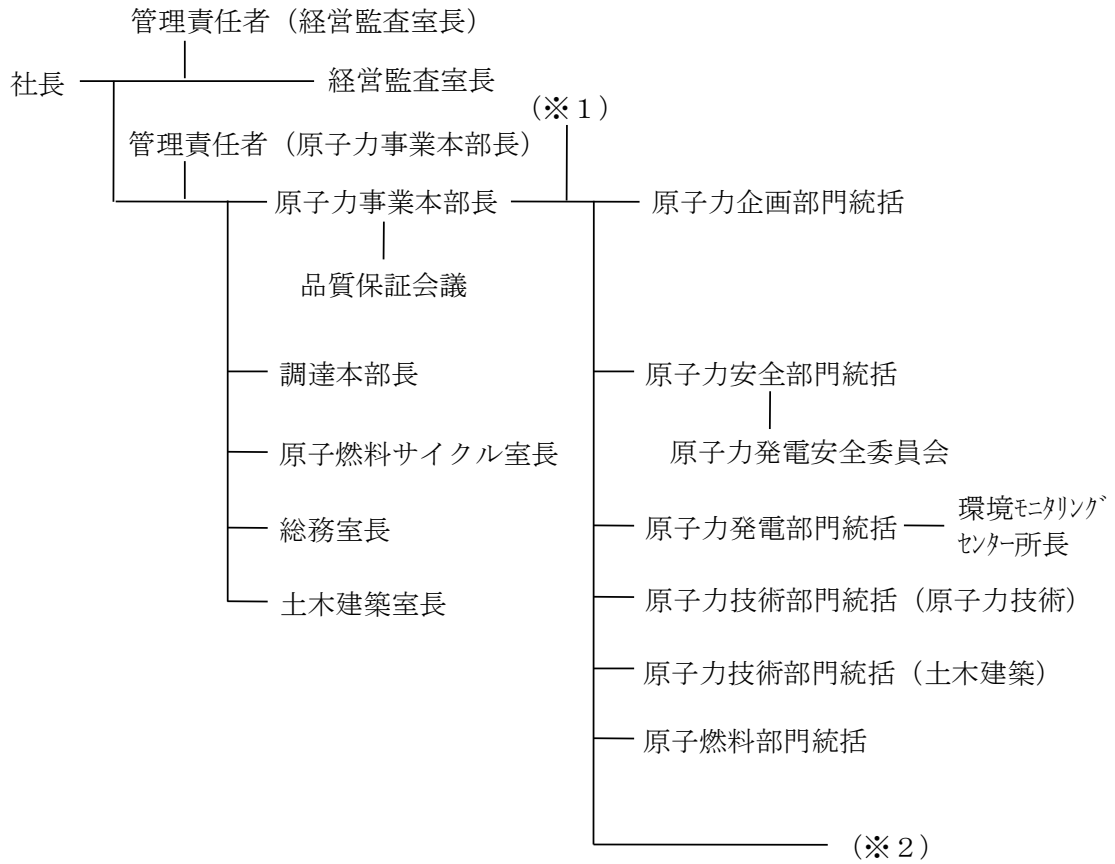 管理責任者（経営監査室長）
社長
経営監査室長
（※１）
管理責任者（原子力事業本部長）
原子力事業本部長
原子力企画部門統括
品質保証会議
調達本部長
原子力安全部門統括
原子燃料サイクル室長
原子力発電安全委員会
総務室長
原子力発電部門統括
環境ﾓﾆﾀﾘﾝｸﾞ
ｾﾝﾀｰ所長
土木建築室長
原子力技術部門統括（原子力技術）
原子力技術部門統括（土木建築）
原子燃料部門統括
（※２）